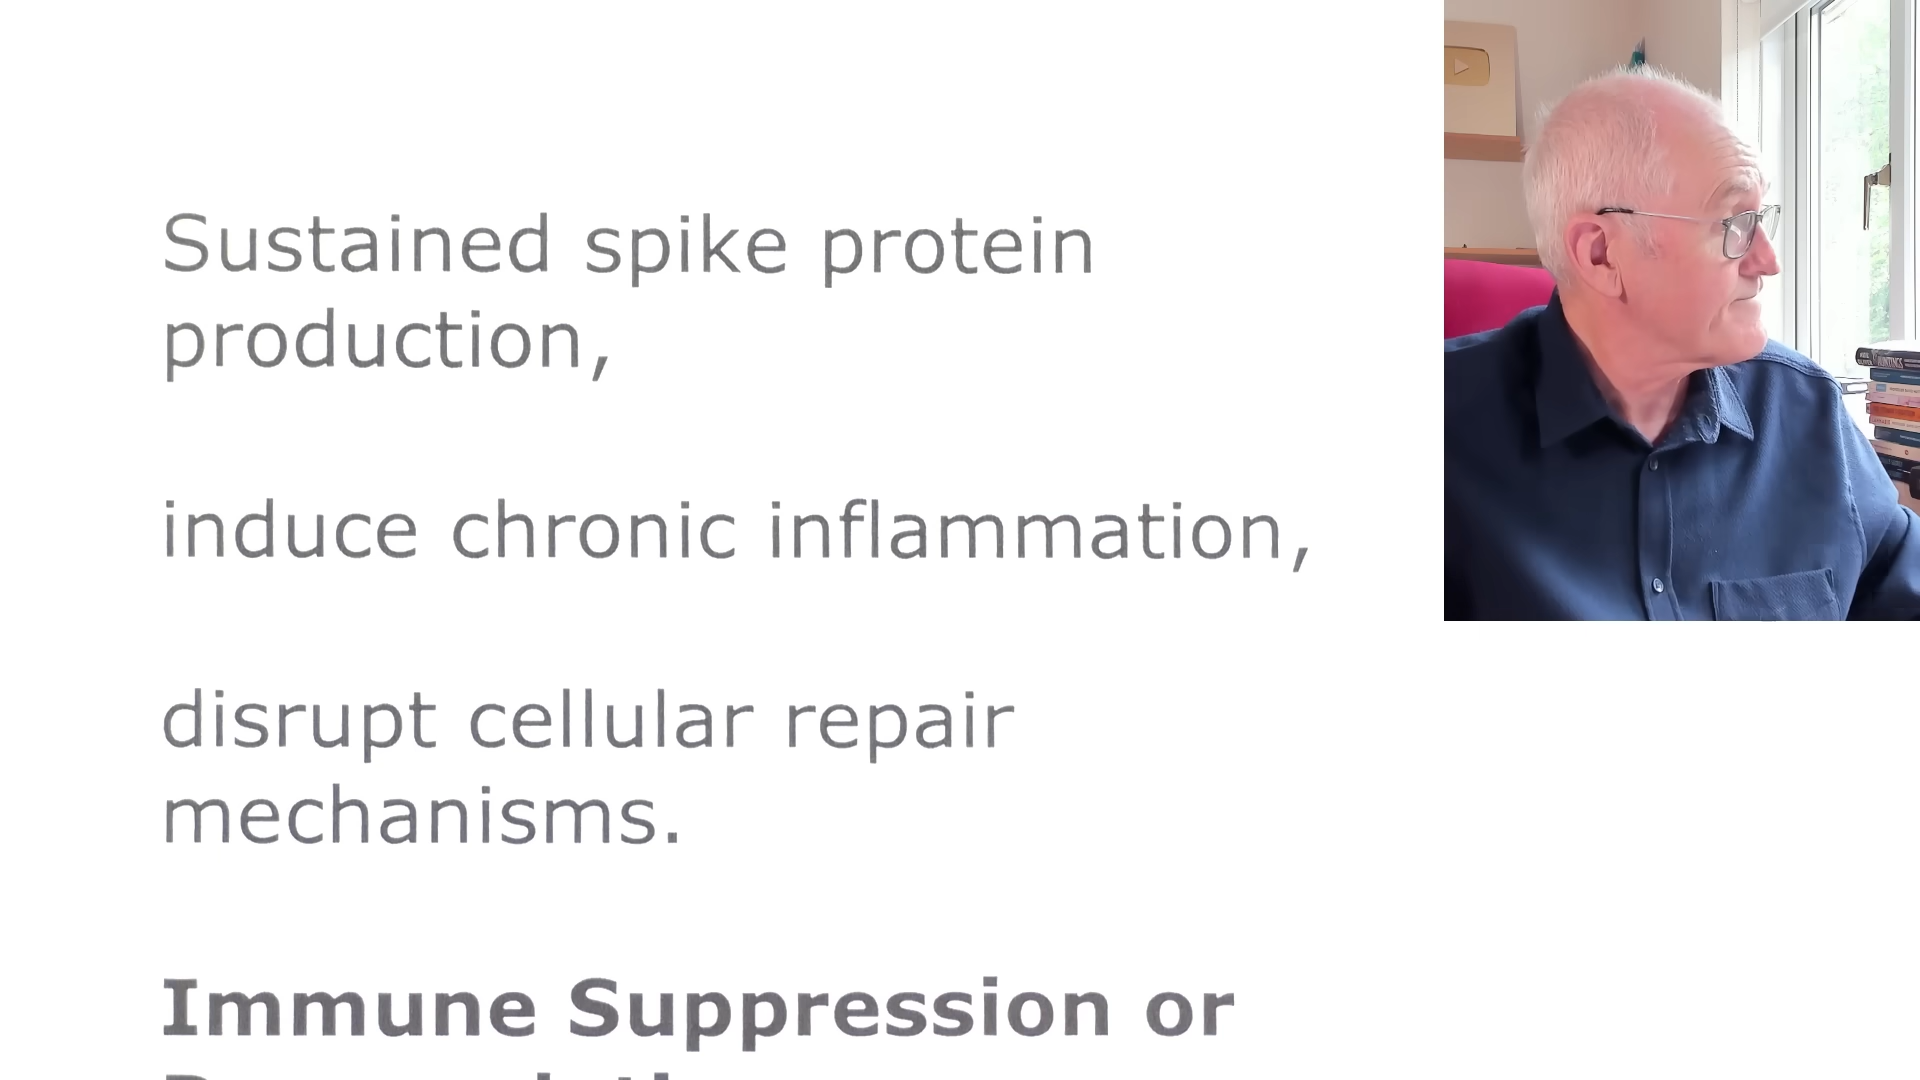 Sustained spike protein
production,
induce chronic inflammation,
disrupt cellular repair
mechanisms.
Immune Suppression or